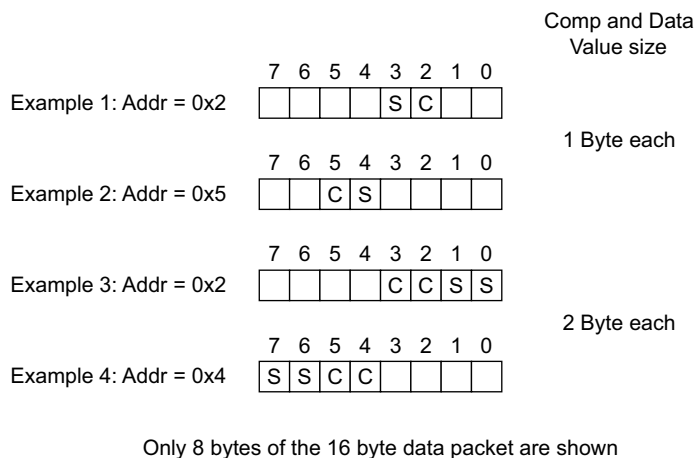 Comp and Data
Value size
7 6 5 4 3 2 1 0
Example 1: Addr = 0x2 S C
1 Byte each
7 6 5 4 3 2 1 0
Example 2: Addr = 0x5 C S
7 6 5 4 3 2 1 0
Example 3: Addr = 0x2 C C S S
2 Byte each
7 6 5 4 3 2 1 0
Example 4: Addr = 0x4 S S C C
Only 8 bytes of the 16 byte data packet are shown